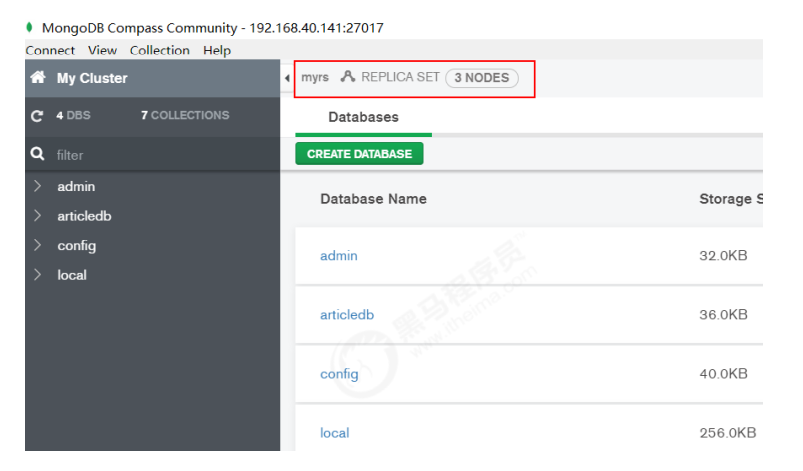 MongoDB Compass Community - 192.168.40.141:27017
Connect View Collection Help
My Cluster
myrs REPLICA SET 3 NODES
4 DBS 7 COLLECTIONS
Databases
filter
CREATE DATABASE
admin
articledb
config
local
Database Name Storage S
admin 32.0KB
articledb 36.0KB
config 40.0KB
local 256.0KB
黑马程序员
www.itheima.com